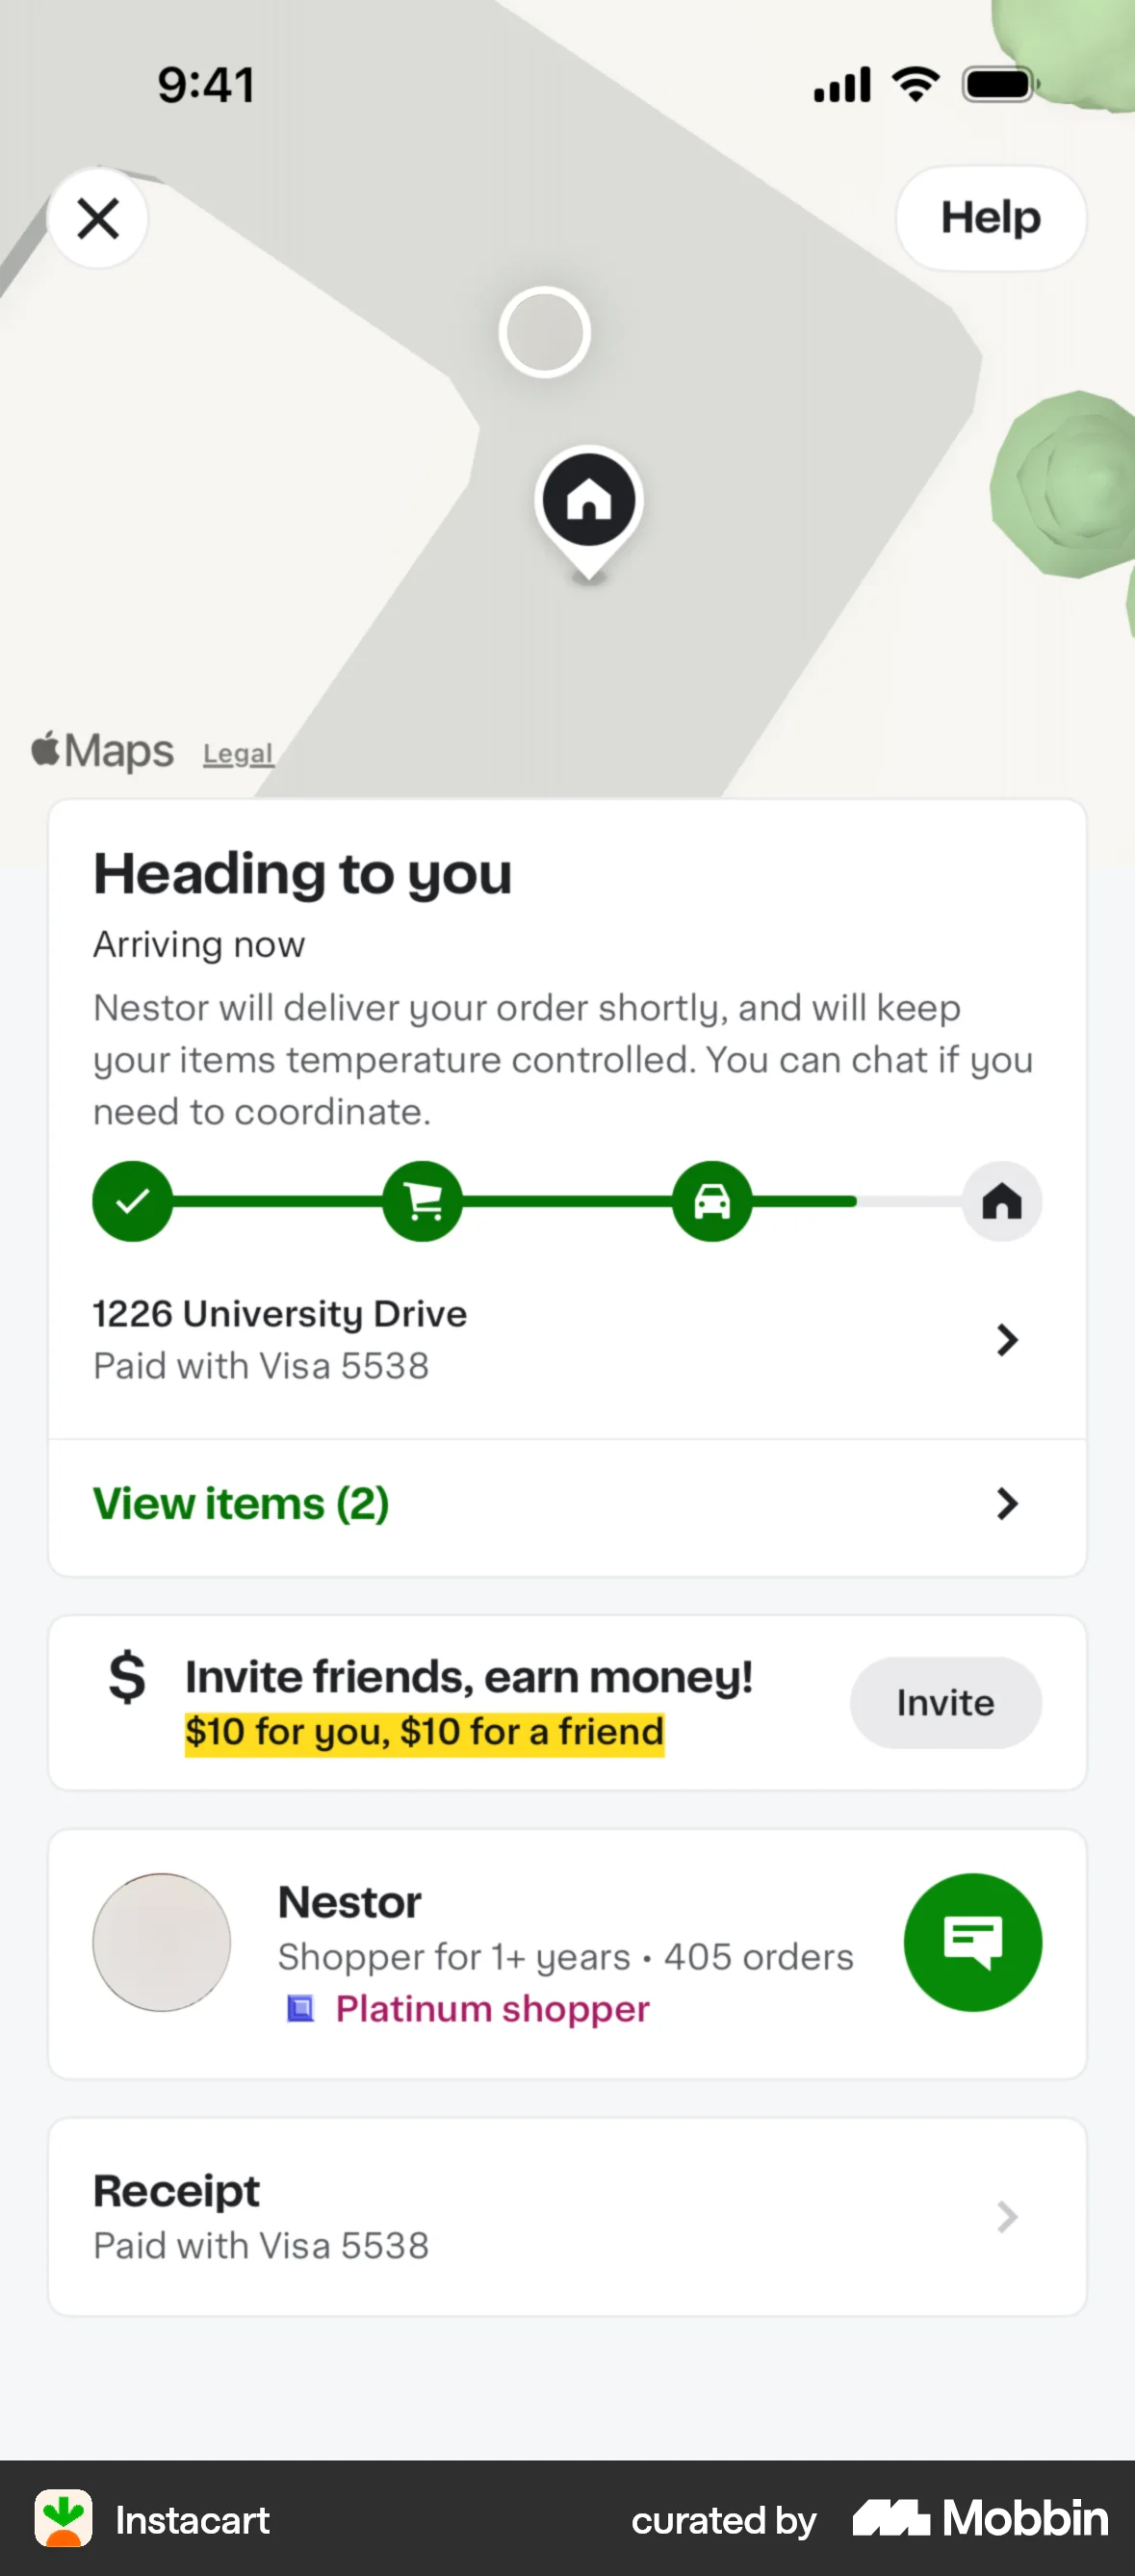 9:41
Help
Maps Legal
Heading to you
Arriving now
Nestor will deliver your order shortly, and will keep
your items temperature controlled. You can chat if you
need to coordinate.
1226 University Drive
Paid with Visa 5538
View items (2)
$ Invite friends, earn money!
$10 for you, $10 for a friend
Invite
Nestor
Shopper for 1+ years • 405 orders
Platinum shopper
Receipt
Paid with Visa 5538
Instacart
curated by Mobbin